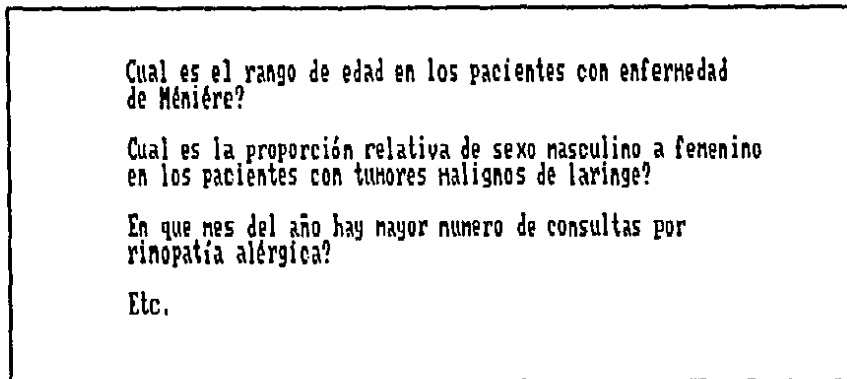 Cual es el rango de edad en los pacientes con enfermedad
de Méniére?
Cual es la proporción relativa de sexo masculino a femenino
en los pacientes con tumores malignos de laringe?
En que mes del año hay mayor numero de consultas por
rinopatía alérgica?
Etc.